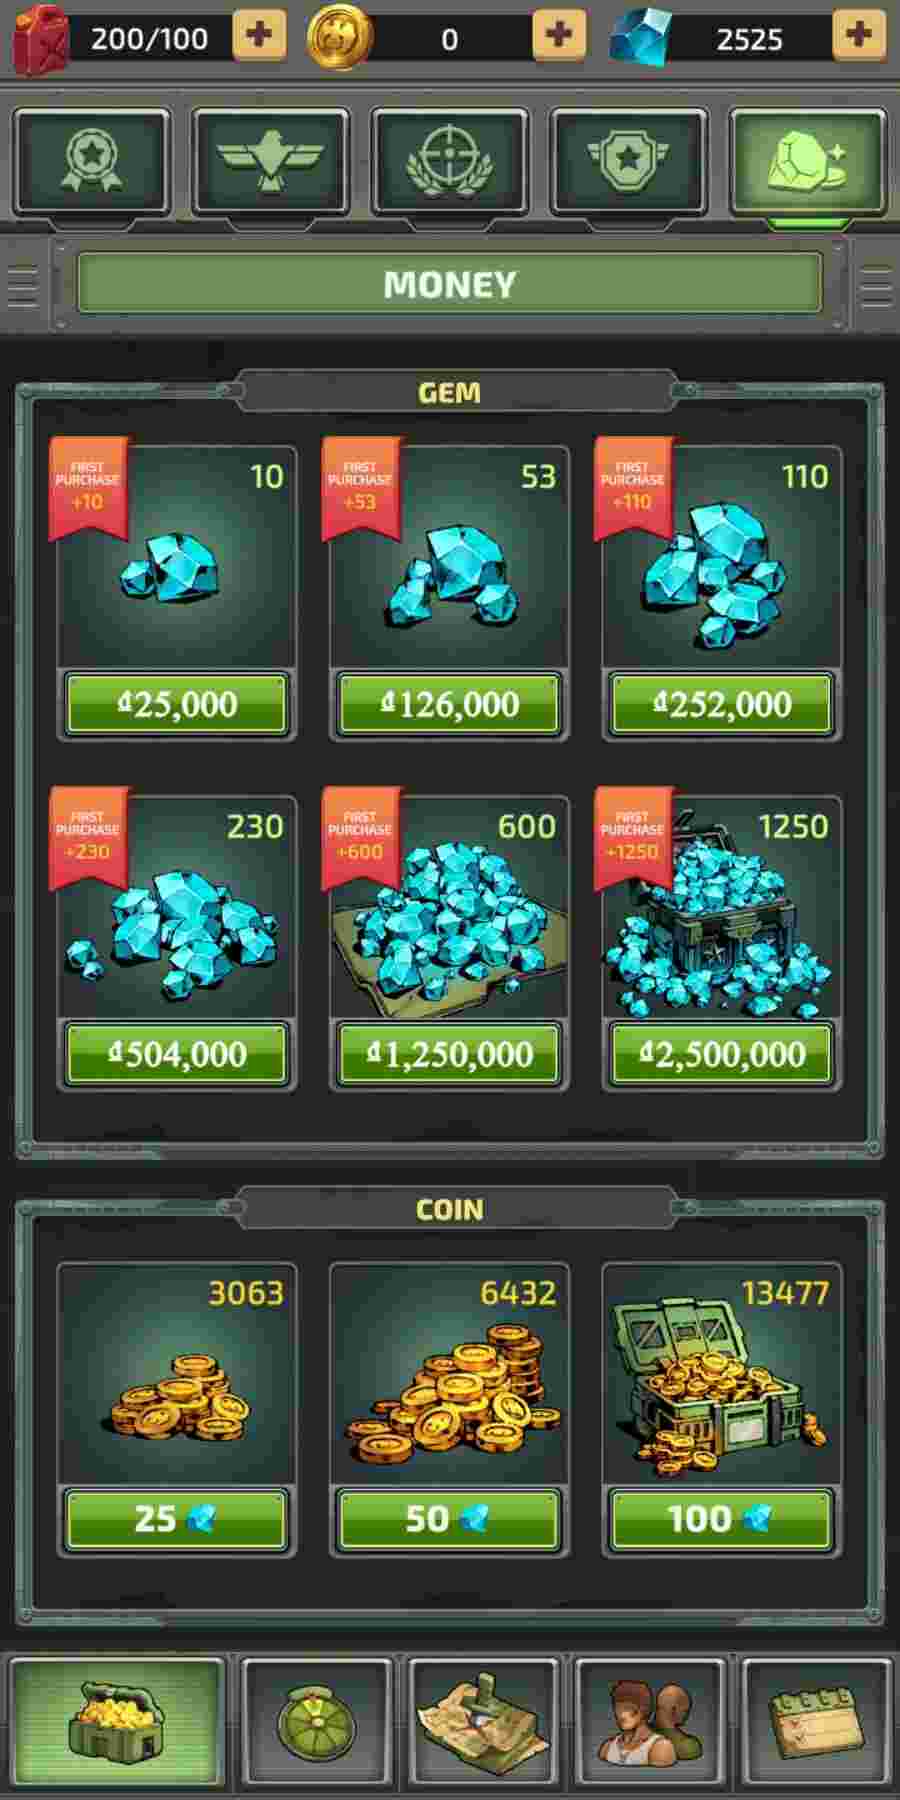 200/100 0 2525
MONEY
GEM
FIRST
PURCHASE
+10
10
FIRST
PURCHASE
+53
53
FIRST
PURCHASE
+110
110
₫25,000
₫126,000
₫252,000
FIRST
PURCHASE
+230
230
FIRST
PURCHASE
+600
600
FIRST
PURCHASE
+1250
1250
₫504,000
₫1,250,000
₫2,500,000
COIN
3063
6432
13477
25
50
100